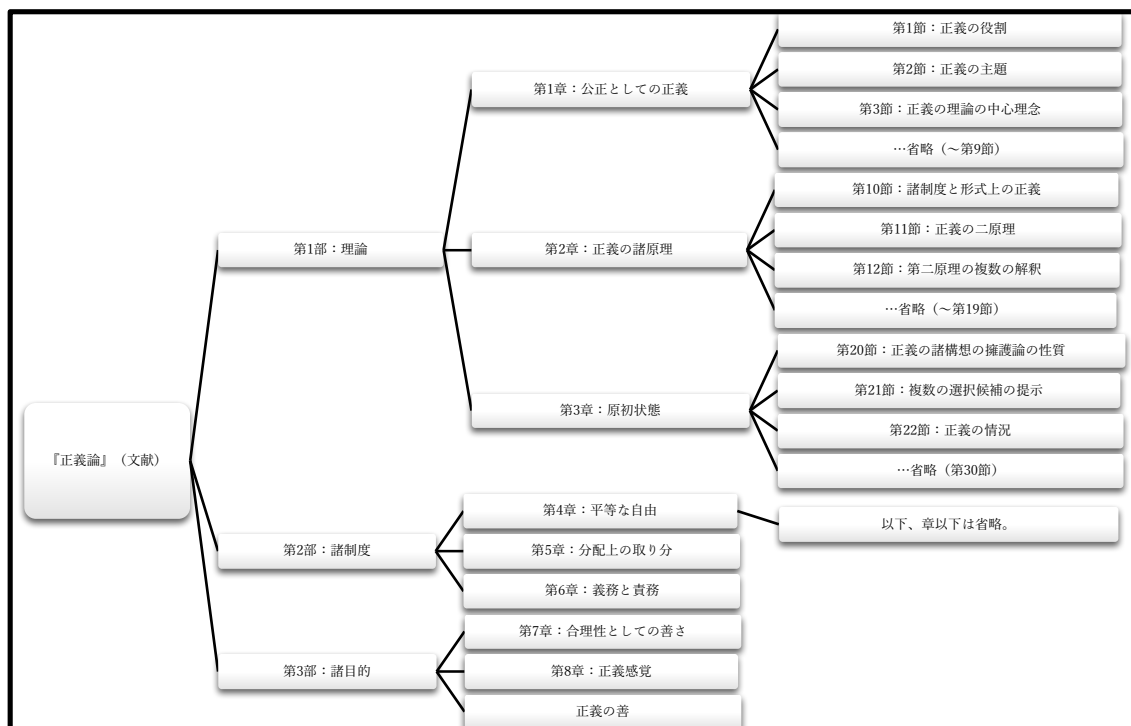 『正義論』（文献）
第1部：理論
第1章：公正としての正義
第1節：正義の役割
第2節：正義の主題
第3節：正義の理論の中心理念
…省略（～第9節）
第2章：正義の諸原理
第10節：諸制度と形式上の正義
第11節：正義の二原理
第12節：第二原理の複数の解釈
…省略（～第19節）
第3章：原初状態
第20節：正義の諸構想の擁護論の性質
第21節：複数の選択候補の提示
第22節：正義の情況
…省略（第30節）
第2部：諸制度
第4章：平等な自由
以下、章以下は省略。
第5章：分配上の取り分
第6章：義務と責務
第3部：諸目的
第7章：合理性としての善さ
第8章：正義感覚
正義の善